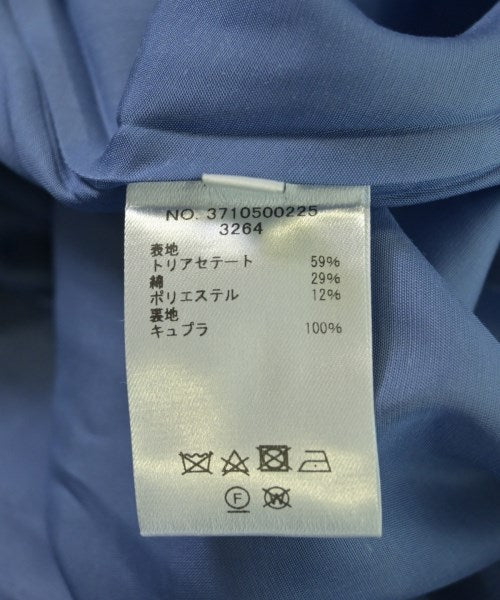 NO. 3710500225
3264
表地
トリアセテート 59%
綿 29%
ポリエステル 12%
裏地
キュプラ 100%
F
W